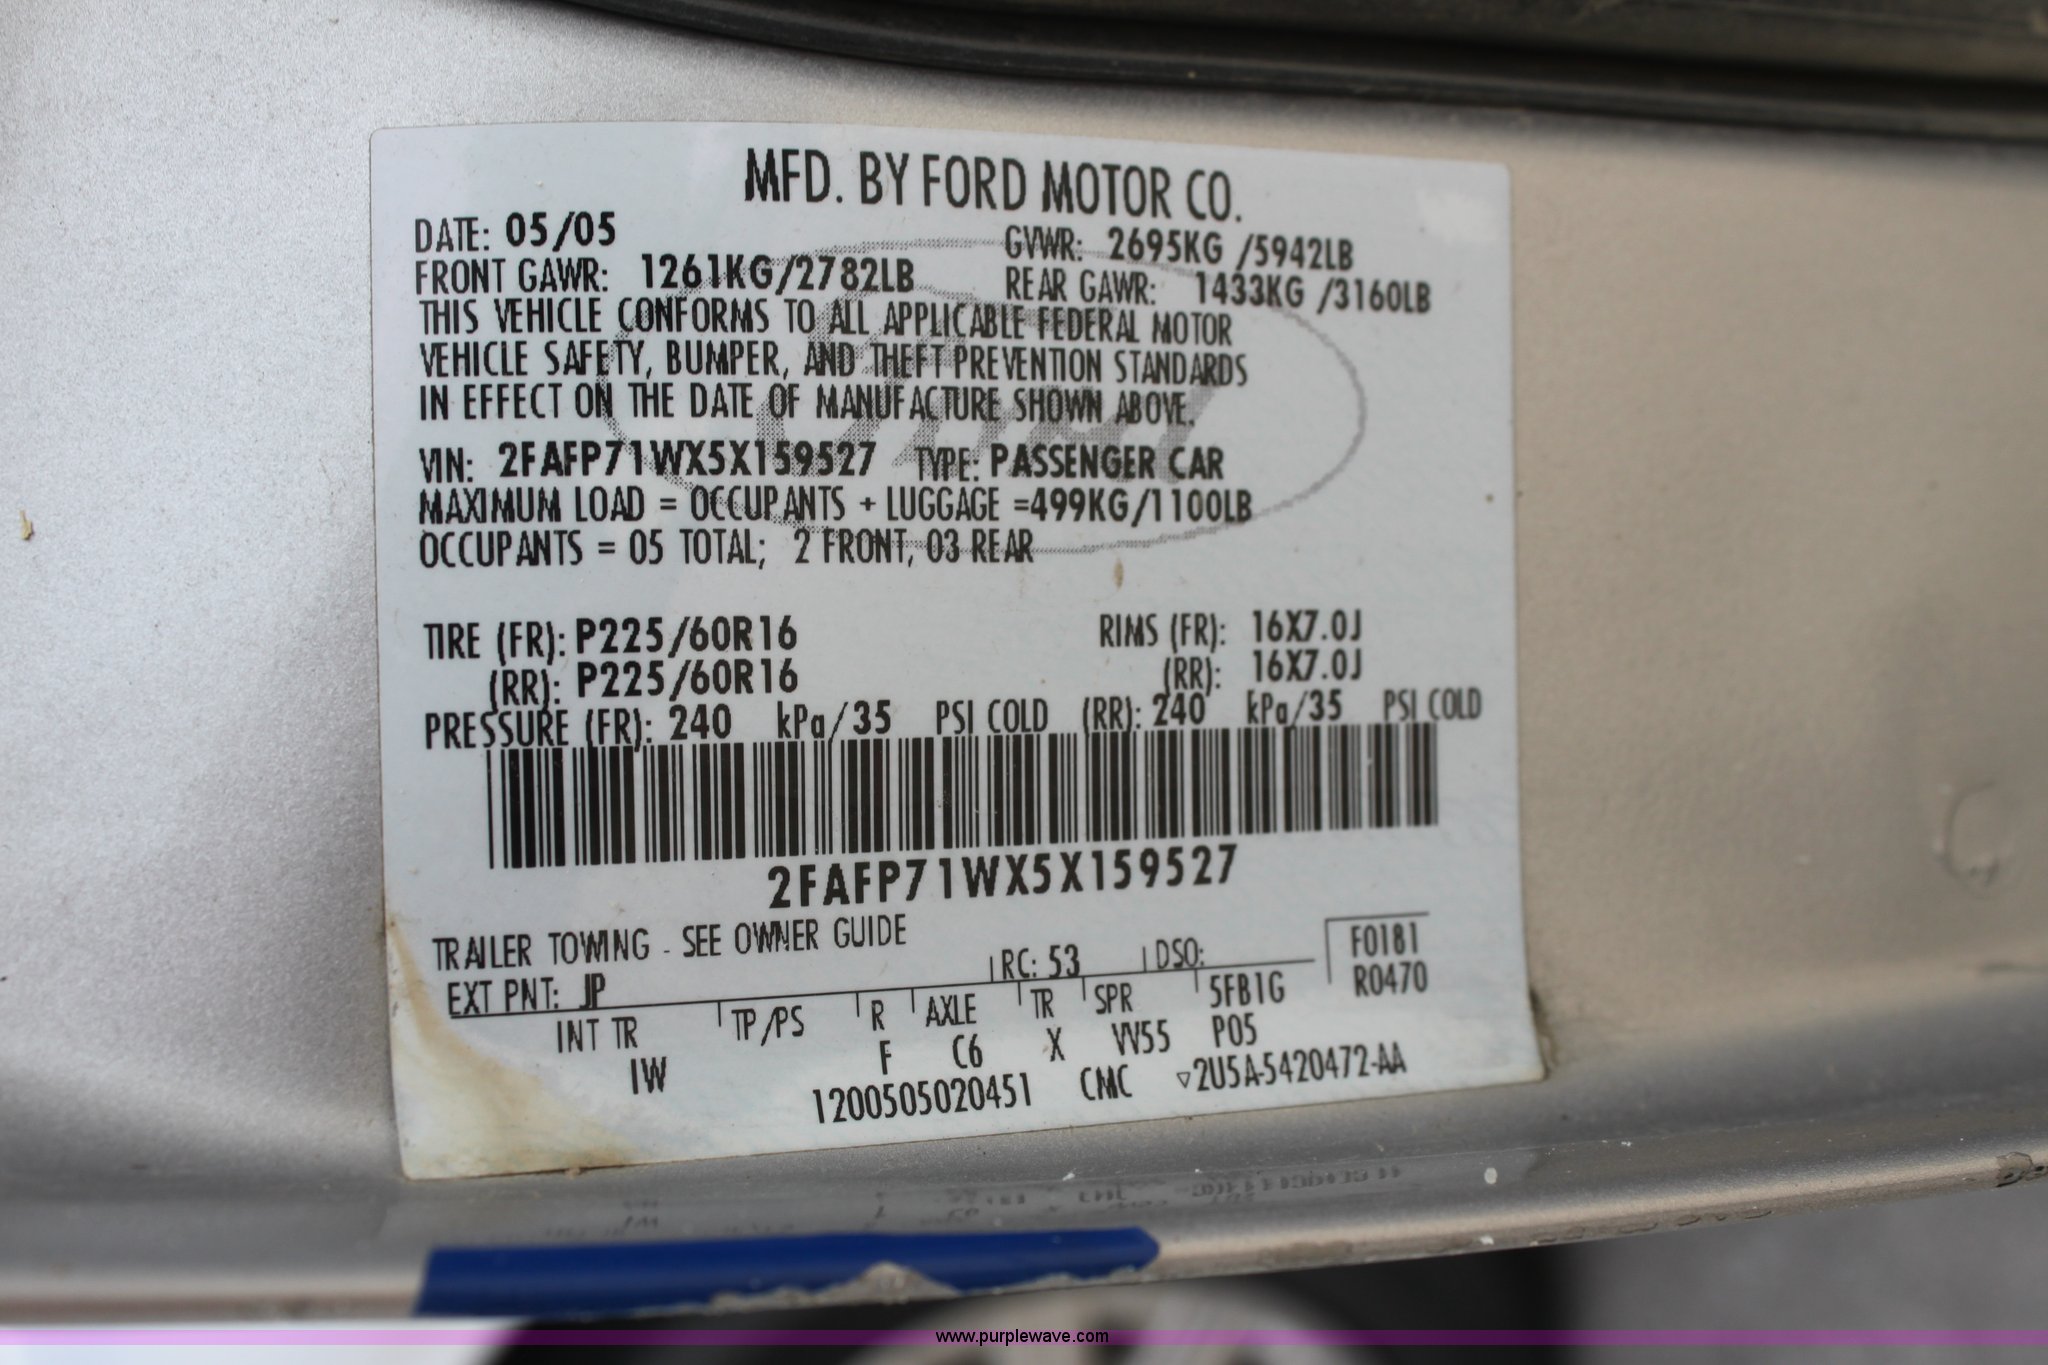 MFD. BY FORD MOTOR CO.
DATE: 05/05 GVWR: 2695KG /5942LB
FRONT GAWR: 1261KG/2782LB REAR GAWR: 1433KG /3160LB
THIS VEHICLE CONFORMS TO ALL APPLICABLE FEDERAL MOTOR
VEHICLE SAFETY, BUMPER, AND THEFT PREVENTION STANDARDS
IN EFFECT ON THE DATE OF MANUFACTURE SHOWN ABOVE.
VIN: 2FAFP71WX5X159527 TYPE: PASSENGER CAR
MAXIMUM LOAD = OCCUPANTS + LUGGAGE =499KG/1100LB
OCCUPANTS = 05 TOTAL; 2 FRONT, 03 REAR
TIRE (FR): P225/60R16 RIMS (FR): 16X7.0J
(RR): P225/60R16 (RR): 16X7.0J
PRESSURE (FR): 240 kPa/35 PSI COLD (RR): 240 kPa/35 PSI COLD
2FAFP71WX5X159527
TRAILER TOWING - SEE OWNER GUIDE
EXT PNT: JP RC: 53 DSO: F0181
R0470
INT TR TP/PS R AXLE TR SPR 5FB1G
IW F C6 X VV55 P05
1200505020451 CMC ▽2U5A-5420472-AA
Ford
www.purplewave.com